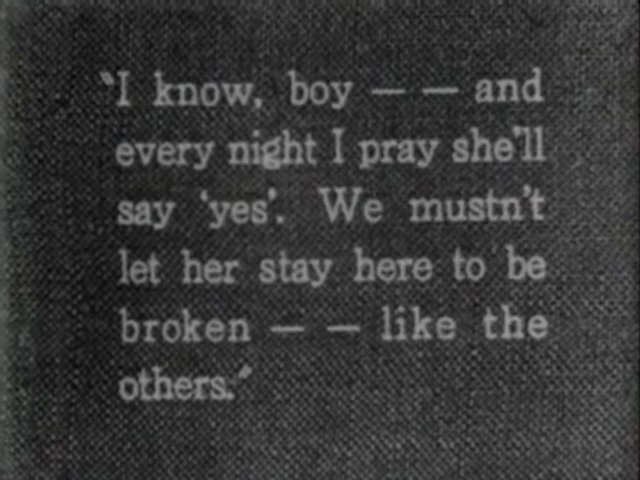 "I know, boy — — and
every night I pray she'll
say 'yes'. We mustn't
let her stay here to be
broken — — like the
others."